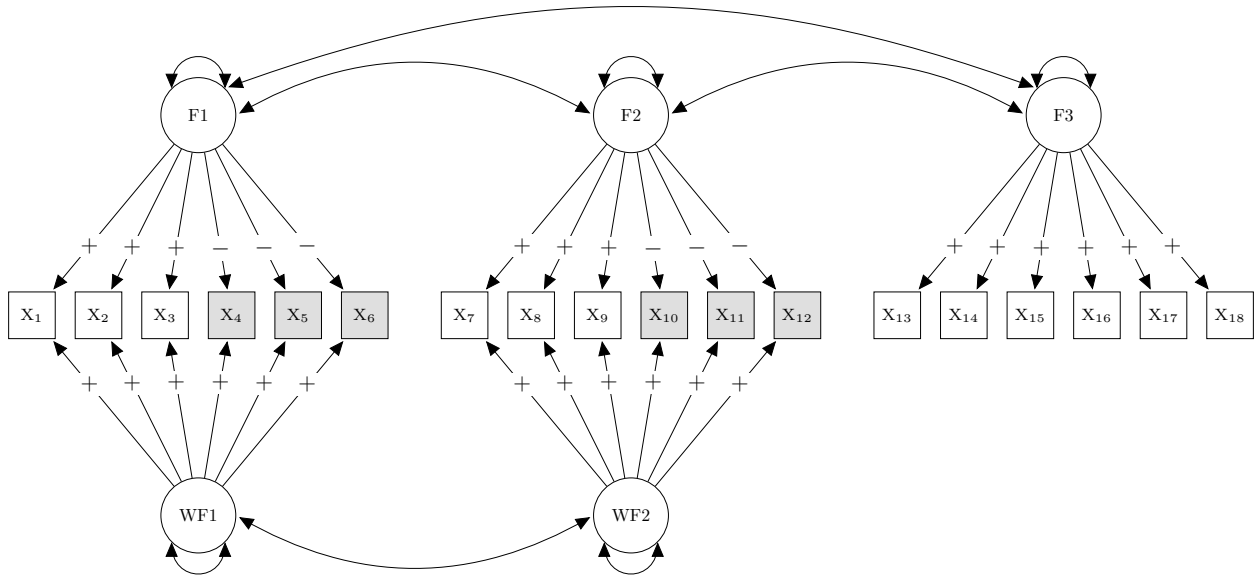 F1 F2 F3
+ + + − − − + + + − − − + + + + + +
X₁ X₂ X₃ X₄ X₅ X₆ X₇ X₈ X₉ X₁₀ X₁₁ X₁₂ X₁₃ X₁₄ X₁₅ X₁₆ X₁₇ X₁₈
+ + + + + + + + + + + +
WF1 WF2